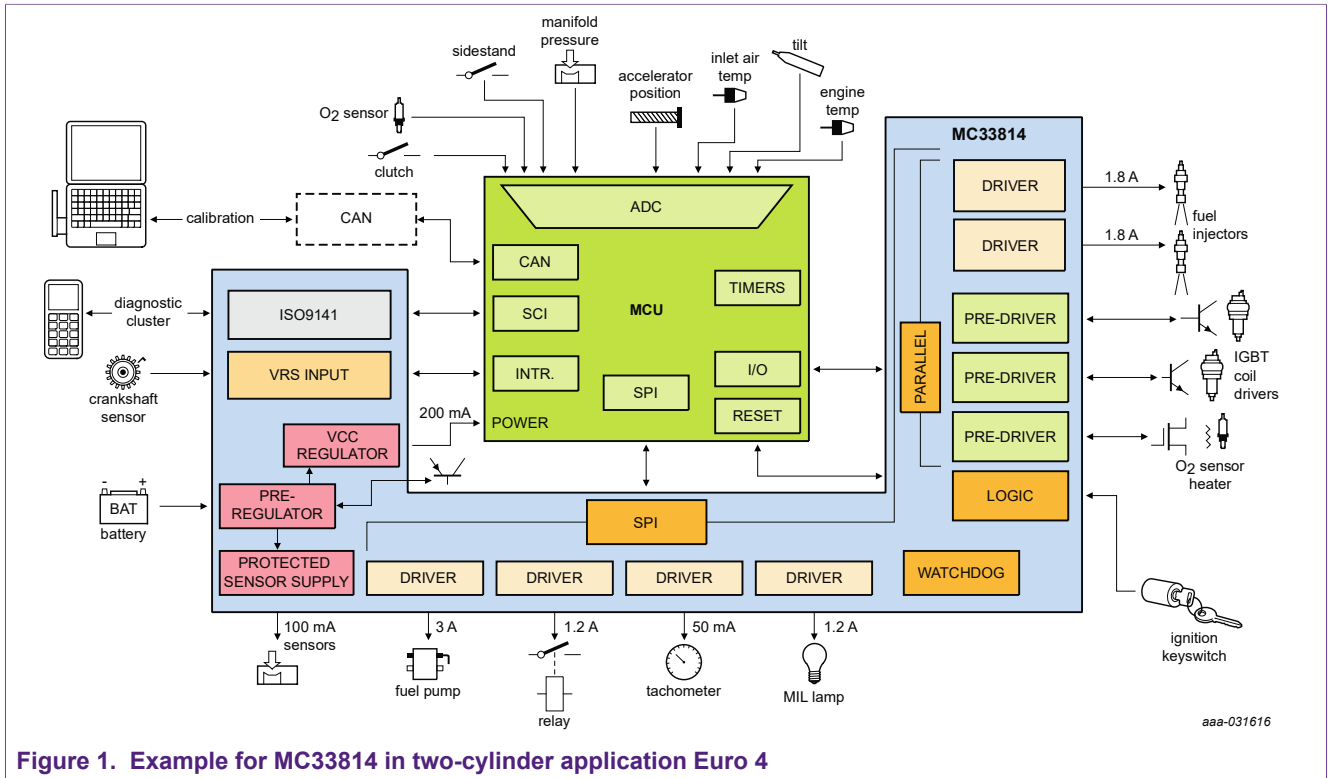 manifold
pressure
sidestand
tilt
inlet air
temp
accelerator
position
engine
temp
O2 sensor
clutch
MC33814
ADC
DRIVER
1.8 A
fuel
injectors
calibration
CAN
CAN
DRIVER
1.8 A
TIMERS
diagnostic
cluster
ISO9141
SCI
MCU
PRE-DRIVER
IGBT
coil
drivers
VRS INPUT
INTR.
I/O
PARALLEL
PRE-DRIVER
crankshaft
sensor
SPI
200 mA
POWER
RESET
VCC
REGULATOR
PRE-DRIVER
O2 sensor
heater
- +
BAT
battery
PRE-
REGULATOR
SPI
LOGIC
PROTECTED
SENSOR SUPPLY
DRIVER
DRIVER
DRIVER
DRIVER
WATCHDOG
100 mA
sensors
3 A
1.2 A
50 mA
1.2 A
ignition
keyswitch
fuel pump
relay
tachometer
MIL lamp
aaa-031616
Figure 1. Example for MC33814 in two-cylinder application Euro 4